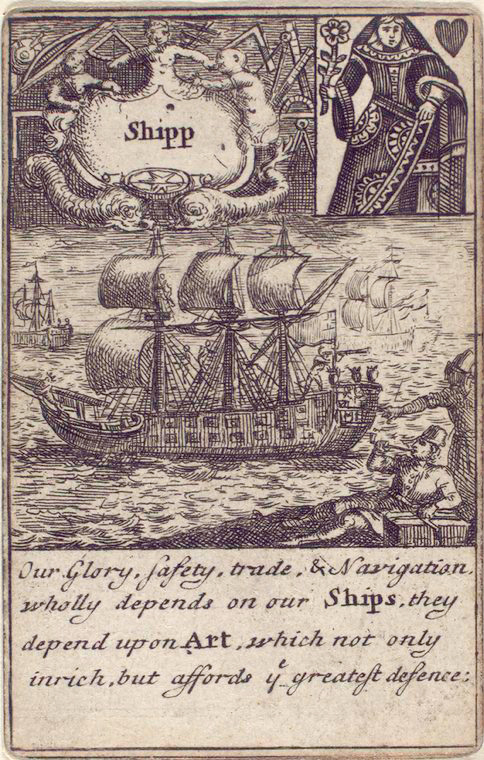 Shipp
Our Glory, ſafety, trade, & Navigation,
wholly depends on our Ships, they
depend upon Art, which not only
inrich, but affords yͤ greateſt defence: